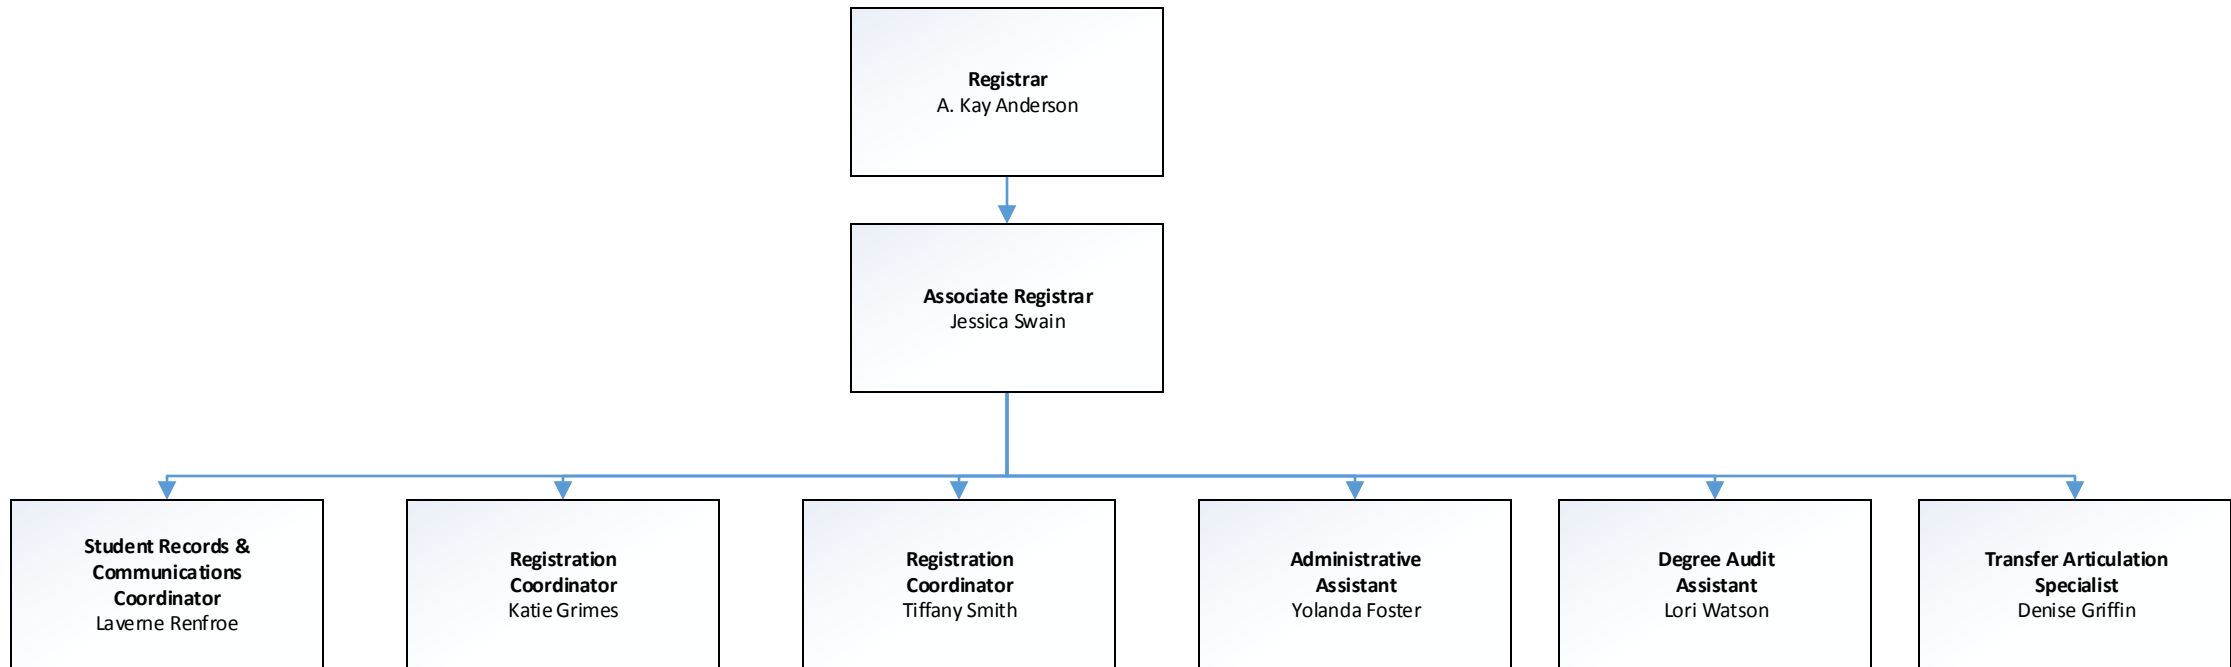 Registrar
A. Kay Anderson
Associate Registrar
Jessica Swain
Student Records &
Communications
Coordinator
Laverne Renfroe
Registration
Coordinator
Katie Grimes
Registration
Coordinator
Tiffany Smith
Administrative
Assistant
Yolanda Foster
Degree Audit
Assistant
Lori Watson
Transfer Articulation
Specialist
Denise Griffin